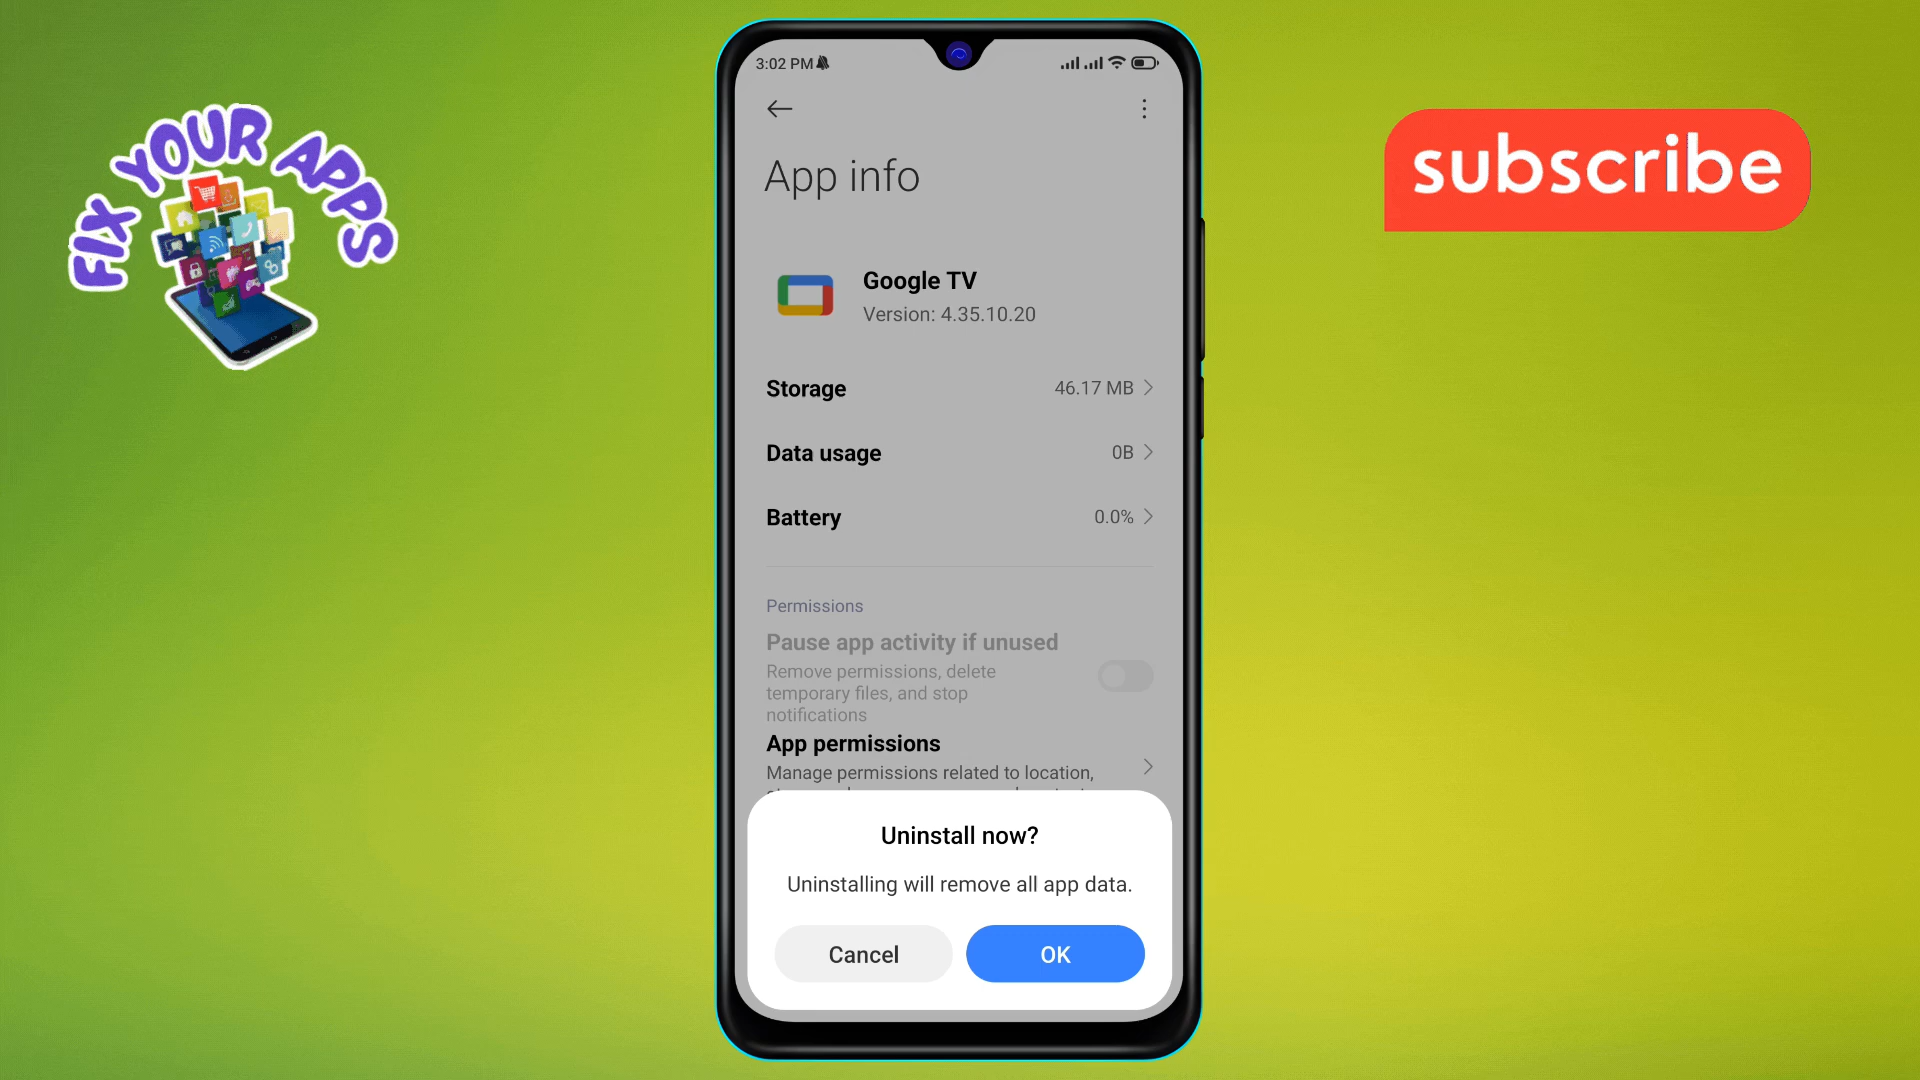 FIX YOUR APPS
subscribe
3:02 PM
App info
Google TV
Version: 4.35.10.20
Storage 46.17 MB
Data usage 0B
Battery 0.0%
Permissions
Pause app activity if unused
Remove permissions, delete
temporary files, and stop
notifications
App permissions
Manage permissions related to location,
Uninstall now?
Uninstalling will remove all app data.
Cancel OK